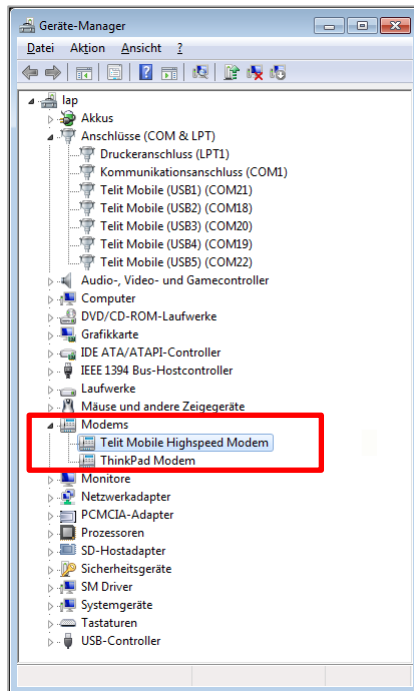 Geräte-Manager
Datei Aktion Ansicht ?
lap
Akkus
Anschlüsse (COM & LPT)
Druckeranschluss (LPT1)
Kommunikationsanschluss (COM1)
Telit Mobile (USB1) (COM21)
Telit Mobile (USB2) (COM18)
Telit Mobile (USB3) (COM20)
Telit Mobile (USB4) (COM19)
Telit Mobile (USB5) (COM22)
Audio-, Video- und Gamecontroller
Computer
DVD/CD-ROM-Laufwerke
Grafikkarte
IDE ATA/ATAPI-Controller
IEEE 1394 Bus-Hostcontroller
Laufwerke
Mäuse und andere Zeigegeräte
Modems
Telit Mobile Highspeed Modem
ThinkPad Modem
Monitore
Netzwerkadapter
PCMCIA-Adapter
Prozessoren
SD-Hostadapter
Sicherheitsgeräte
SM Driver
Systemgeräte
Tastaturen
USB-Controller